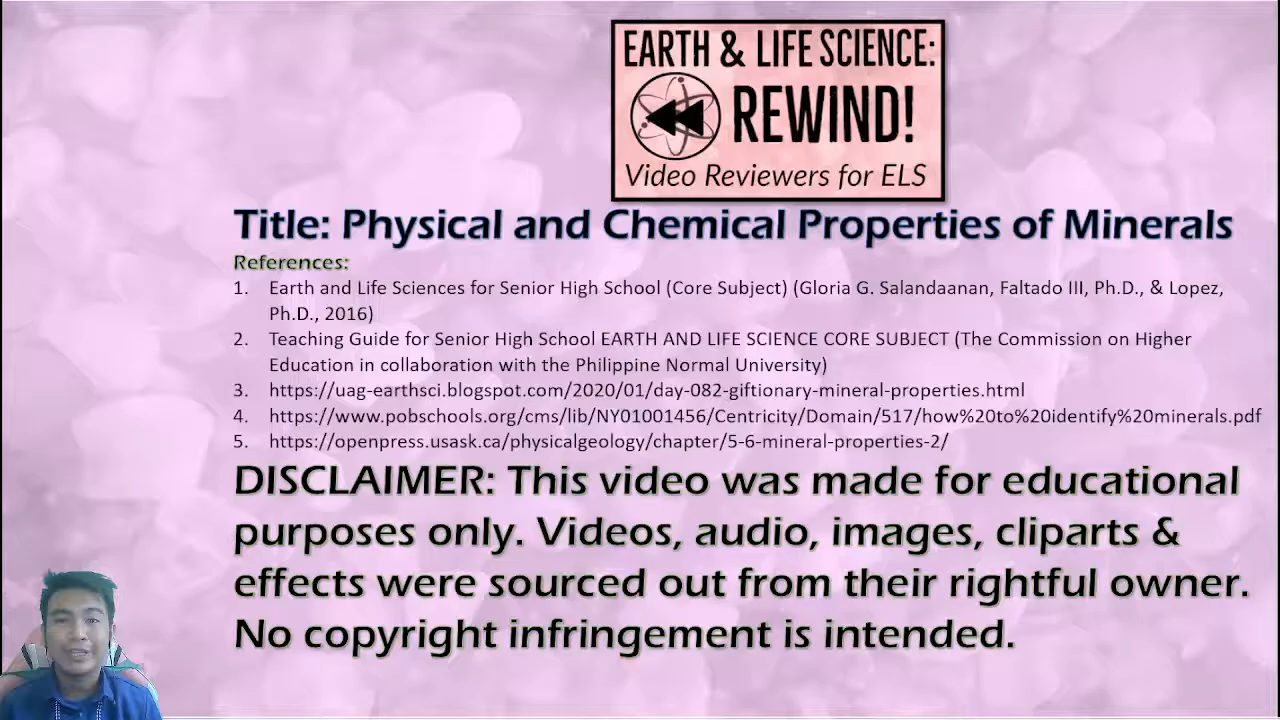 EARTH & LIFE SCIENCE:
REWIND!
Video Reviewers for ELS
Title: Physical and Chemical Properties of Minerals
References:
1. Earth and Life Sciences for Senior High School (Core Subject) (Gloria G. Salandaanan, Faltado III, Ph.D., & Lopez,
Ph.D., 2016)
2. Teaching Guide for Senior High School EARTH AND LIFE SCIENCE CORE SUBJECT (The Commission on Higher
Education in collaboration with the Philippine Normal University)
3. https://uag-earthsci.blogspot.com/2020/01/day-082-giftionary-mineral-properties.html
4. https://www.pobschools.org/cms/lib/NY01001456/Centricity/Domain/517/how%20to%20identify%20minerals.pdf
5. https://openpress.usask.ca/physicalgeology/chapter/5-6-mineral-properties-2/
DISCLAIMER: This video was made for educational
purposes only. Videos, audio, images, cliparts &
effects were sourced out from their rightful owner.
No copyright infringement is intended.